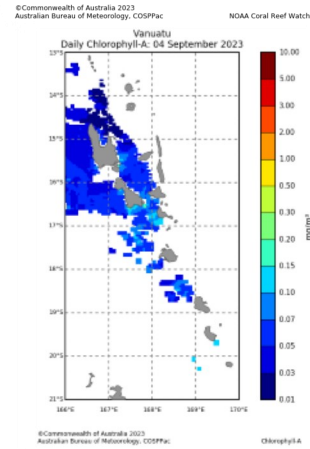 ©Commonwealth of Australia 2023
Australian Bureau of Meteorology, COSPPac NOAA Coral Reef Watch
Vanuatu
Daily Chlorophyll-A: 04 September 2023
13°S
14°S
15°S
16°S
17°S
18°S
19°S
20°S
21°S
166°E 167°E 168°E 169°E 170°E
10.00
5.00
3.00
2.00
1.00
0.50
0.30
0.20
0.15
0.10
0.07
0.05
0.03
0.01
mg/m³
©Commonwealth of Australia 2023
Australian Bureau of Meteorology, COSPPac Chlorophyll-A